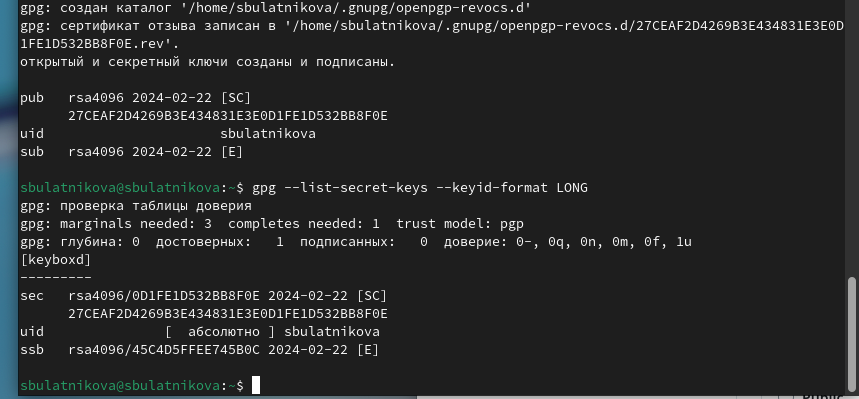 gpg: создан каталог '/home/sbulatnikova/.gnupg/openpgp-revocs.d'
gpg: сертификат отзыва записан в '/home/sbulatnikova/.gnupg/openpgp-revocs.d/27CEAF2D4269B3E434831E3E0D
1FE1D532BB8F0E.rev'.
открытый и секретный ключи созданы и подписаны.
pub   rsa4096 2024-02-22 [SC]
      27CEAF2D4269B3E434831E3E0D1FE1D532BB8F0E
uid                      sbulatnikova
sub   rsa4096 2024-02-22 [E]
sbulatnikova@sbulatnikova:~$ gpg --list-secret-keys --keyid-format LONG
gpg: проверка таблицы доверия
gpg: marginals needed: 3  completes needed: 1  trust model: pgp
gpg: глубина: 0  достоверных:   1  подписанных:   0  доверие: 0-, 0q, 0n, 0m, 0f, 1u
[keyboxd]
---------
sec   rsa4096/0D1FE1D532BB8F0E 2024-02-22 [SC]
      27CEAF2D4269B3E434831E3E0D1FE1D532BB8F0E
uid               [  абсолютно ] sbulatnikova
ssb   rsa4096/45C4D5FFEE745B0C 2024-02-22 [E]
sbulatnikova@sbulatnikova:~$